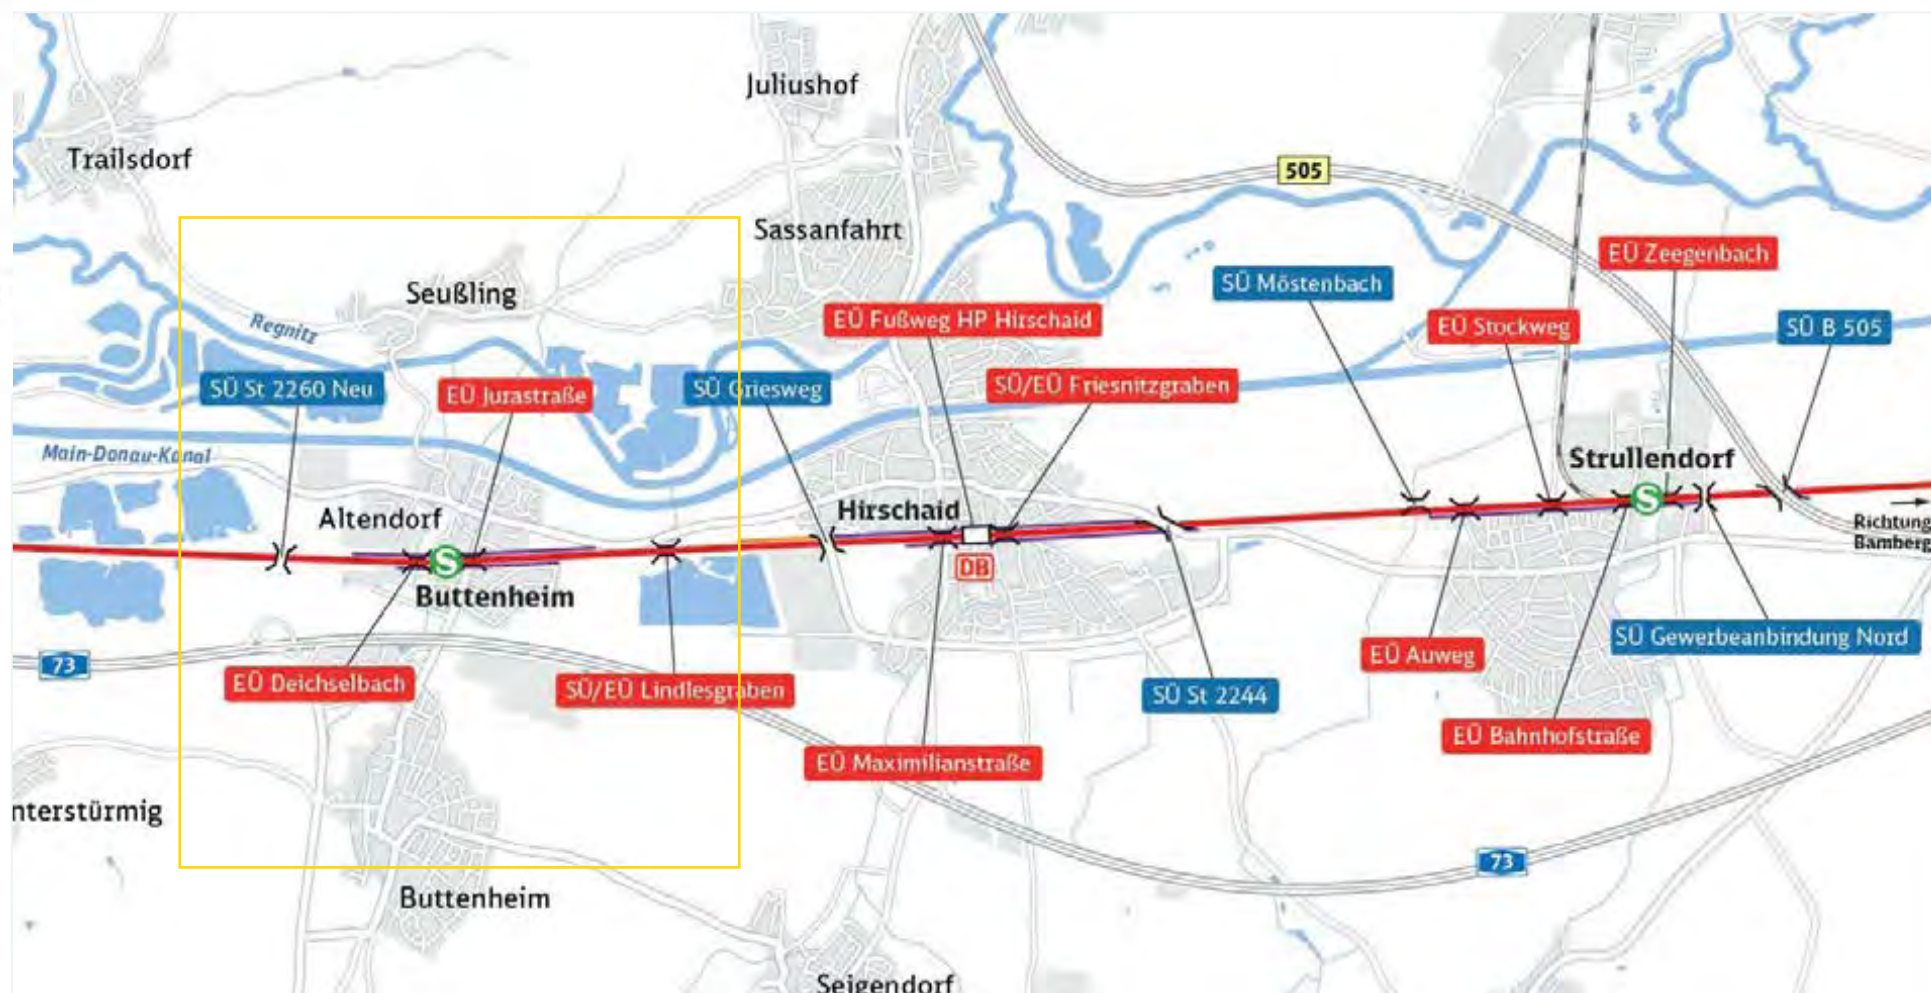 Juliushof
Trailsdorf
505
Sassanfahrt
EÜ Zeegenbach
SÜ Möstenbach
Seußling
EÜ Fußweg HP Hirschaid
EÜ Stockweg
SÜ B 505
Regnitz
SÜ St 2260 Neu
EÜ Jurastraße
SÜ Griesweg
SÜ/EÜ Friesnitzgraben
Main-Donau-Kanal
Strullendorf
S
Altendorf
Hirschaid
Richtung
Bamberg
S
DB
Buttenheim
SÜ Gewerbeanbindung Nord
73
EÜ Deichselbach
SÜ/EÜ Lindlesgraben
EÜ Auweg
SÜ St 2244
EÜ Bahnhofstraße
EÜ Maximilianstraße
nterstürmig
73
Buttenheim
Seigendorf